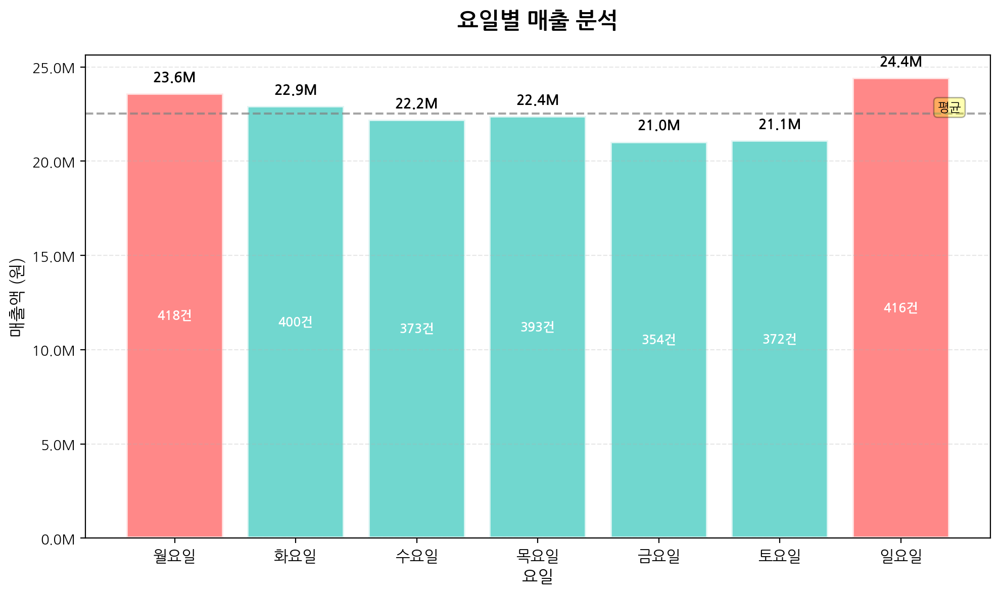 요일별 매출 분석
매출액 (원)
25.0M
20.0M
15.0M
10.0M
5.0M
0.0M
23.6M
22.9M
22.2M
22.4M
21.0M
21.1M
24.4M
평균
418건
400건
373건
393건
354건
372건
416건
월요일
화요일
수요일
목요일
금요일
토요일
일요일
요일